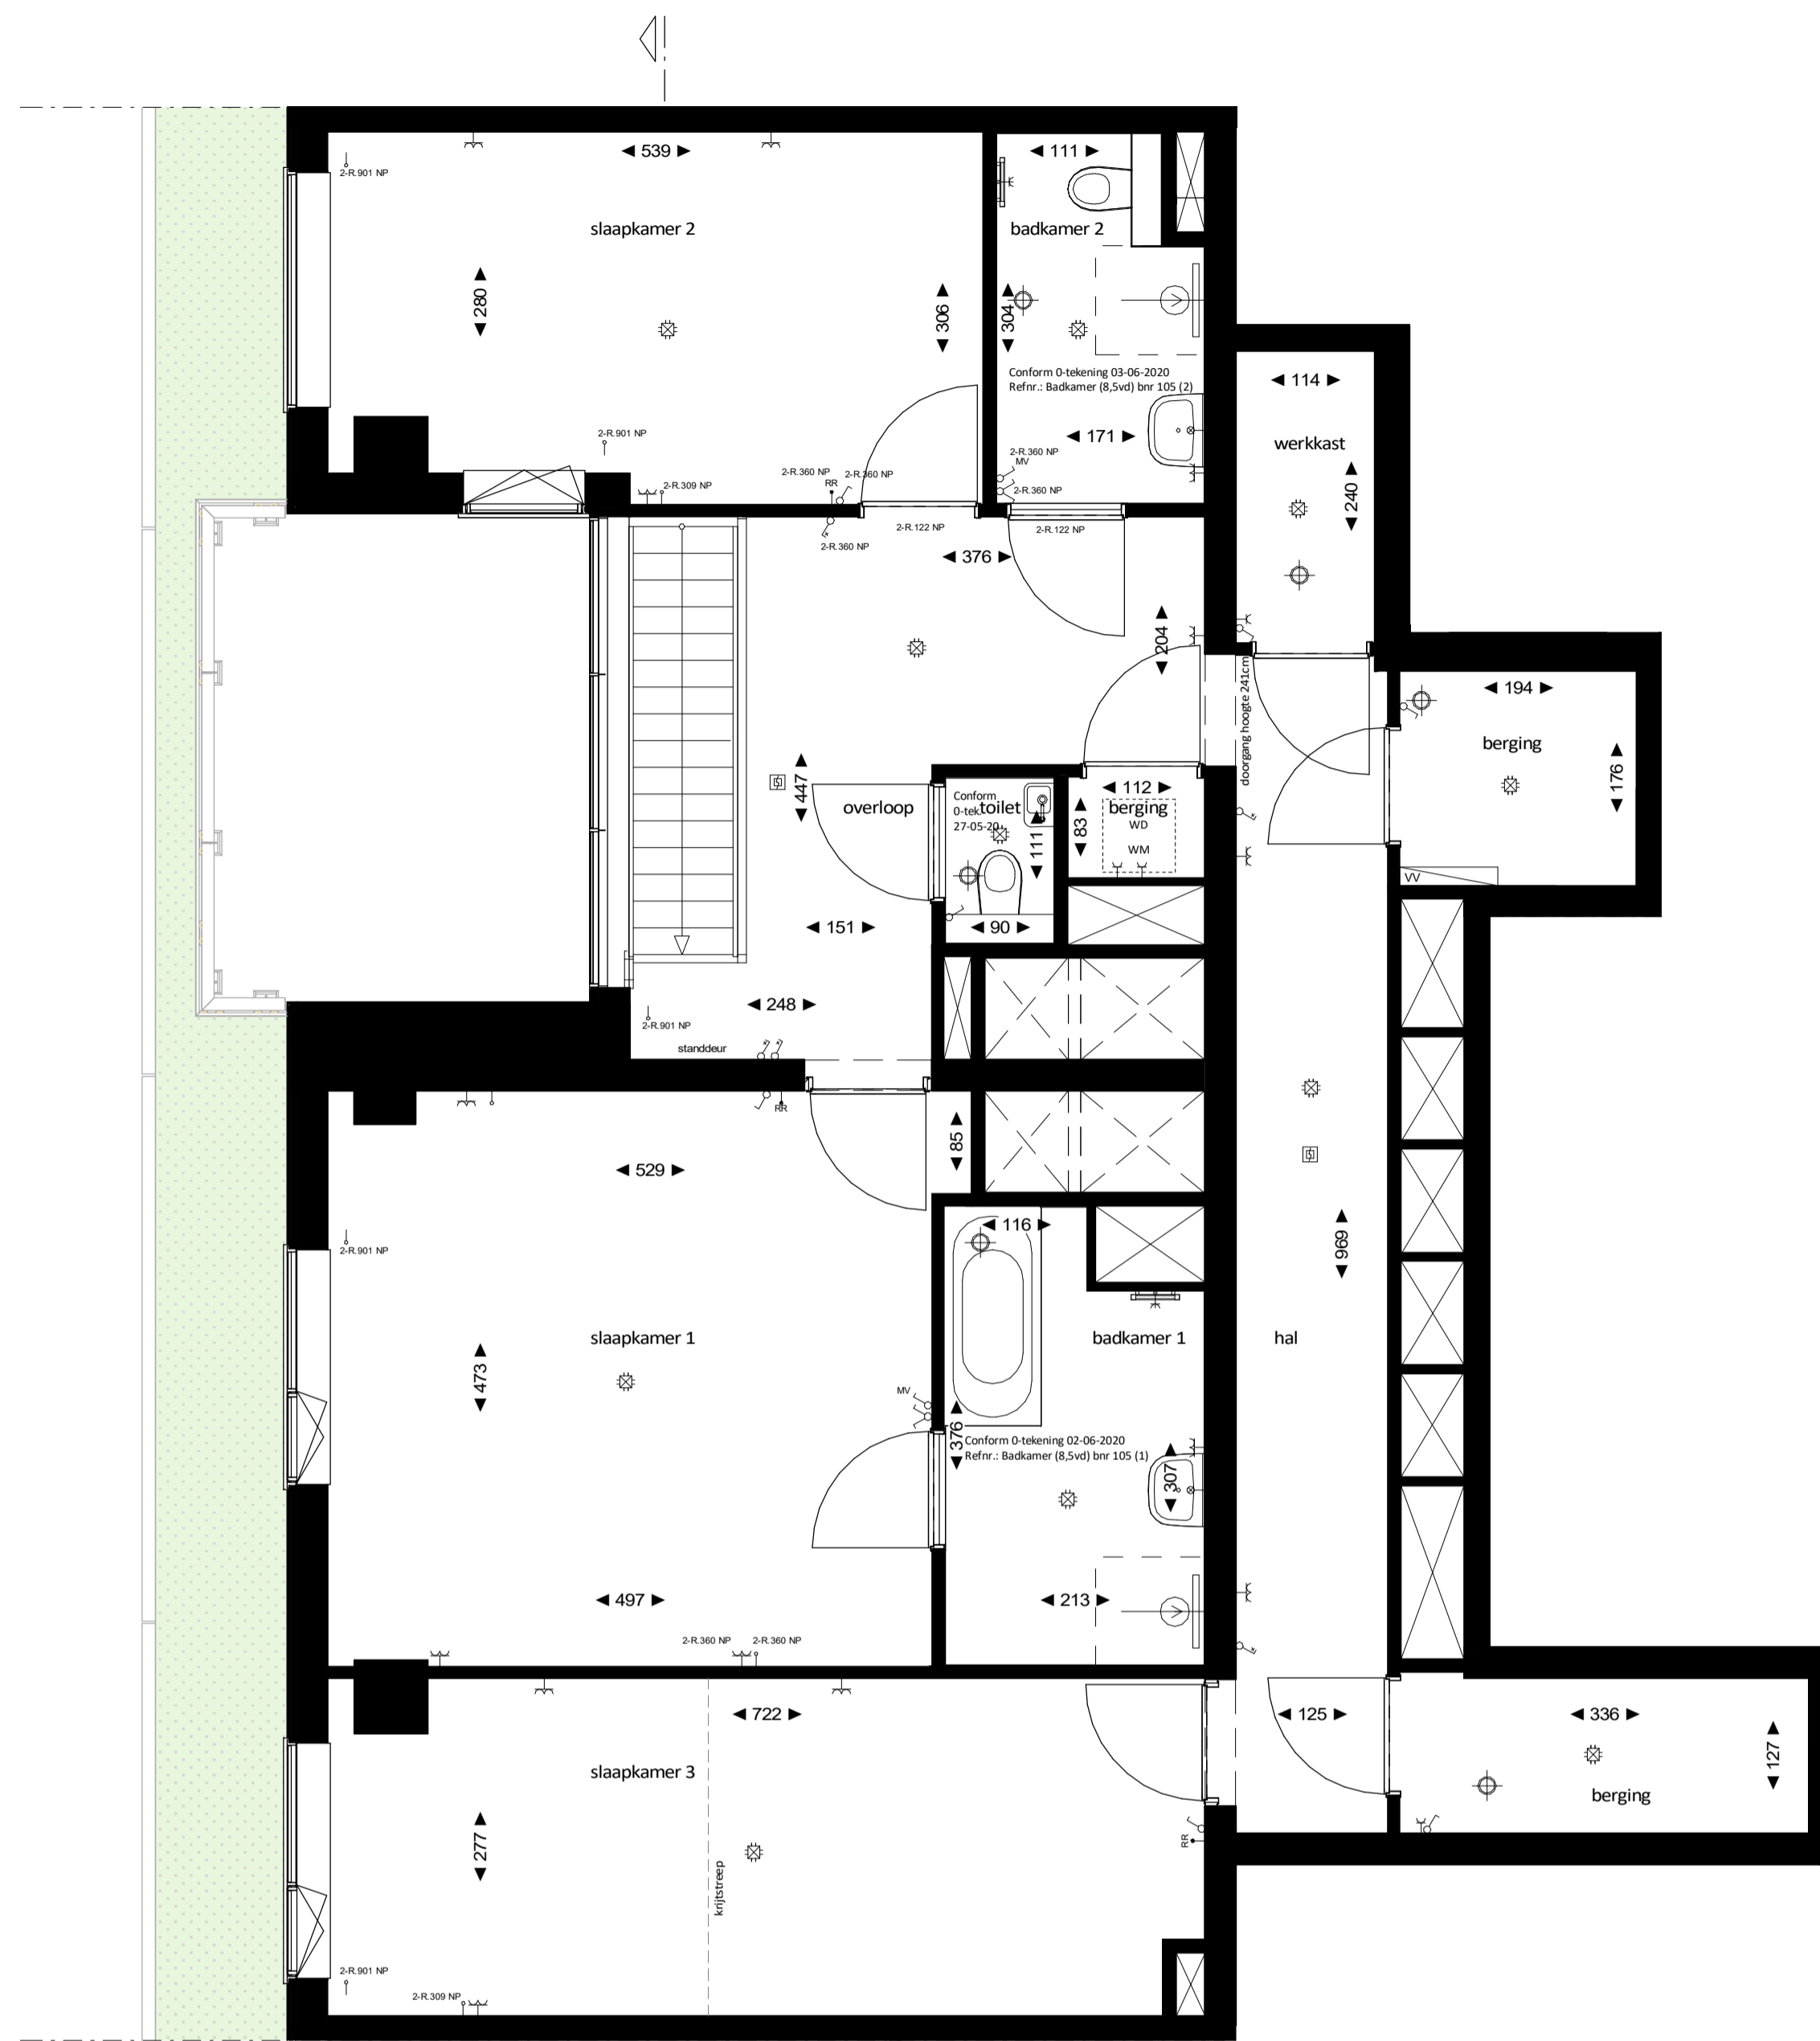 539
111
2-R.901 NP
slaapkamer 2
badkamer 2
280
306
304
Conform 0-tekening 03-06-2020
Refnr.: Badkamer (8,5vd) bnr 105 (2)
114
171
werkkast
240
2-R.901 NP
2-R.360 NP
MV
2-R.360 NP
RR
2-R.360 NP
2-R.309 NP
2-R.360 NP
2-R.122 NP
2-R.122 NP
2-R.360 NP
376
204
doorgang hoogte 241cm
194
berging
176
447
overloop
Conform
0-tek.
27-05-20
toilet
111
83
112
berging
WD
WM
VV
151
90
248
2-R.901 NP
standdeur
RR
85
529
116
2-R.901 NP
969
slaapkamer 1
badkamer 1
hal
473
MV
376
Conform 0-tekening 02-06-2020
Refnr.: Badkamer (8,5vd) bnr 105 (1)
307
497
213
2-R.360 NP
2-R.360 NP
722
125
336
127
slaapkamer 3
berging
277
krijtstreep
RR
2-R.901 NP
2-R.309 NP